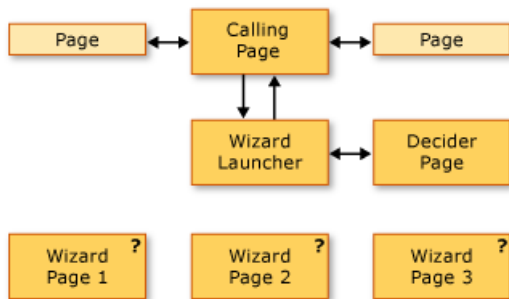 Page
Calling
Page
Page
Wizard
Launcher
Decider
Page
Wizard
Page 1
?
Wizard
Page 2
?
Wizard
Page 3
?